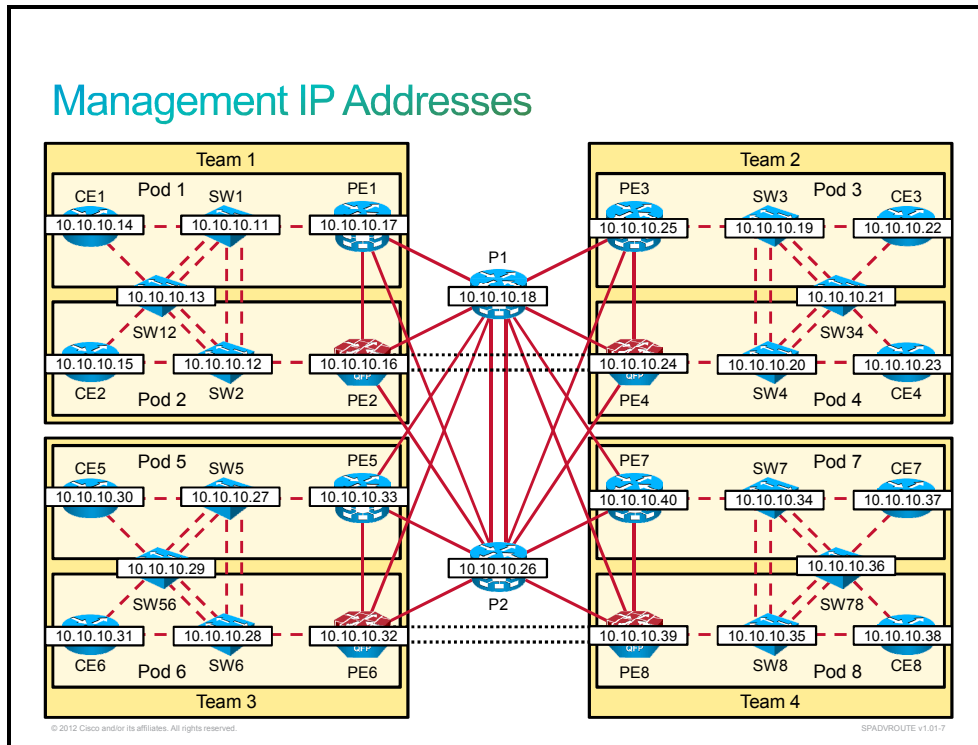 Management IP Addresses
Team 1
Pod 1
CE1
SW1
PE1
10.10.10.14
10.10.10.11
10.10.10.17
10.10.10.13
SW12
10.10.10.15
10.10.10.12
10.10.10.16
QFP
CE2
SW2
PE2
Pod 2
P1
10.10.10.18
Team 2
Pod 3
PE3
SW3
CE3
10.10.10.25
10.10.10.19
10.10.10.22
10.10.10.21
SW34
10.10.10.24
10.10.10.20
10.10.10.23
QFP
PE4
SW4
CE4
Pod 4
Pod 5
CE5
SW5
PE5
10.10.10.30
10.10.10.27
10.10.10.33
10.10.10.29
SW56
10.10.10.31
10.10.10.28
10.10.10.32
QFP
CE6
SW6
PE6
Pod 6
Team 3
10.10.10.26
P2
Pod 7
PE7
SW7
CE7
10.10.10.40
10.10.10.34
10.10.10.37
10.10.10.36
SW78
10.10.10.39
10.10.10.35
10.10.10.38
QFP
PE8
SW8
CE8
Pod 8
Team 4
© 2012 Cisco and/or its affiliates. All rights reserved.
SPADVROUTE v1.01-7